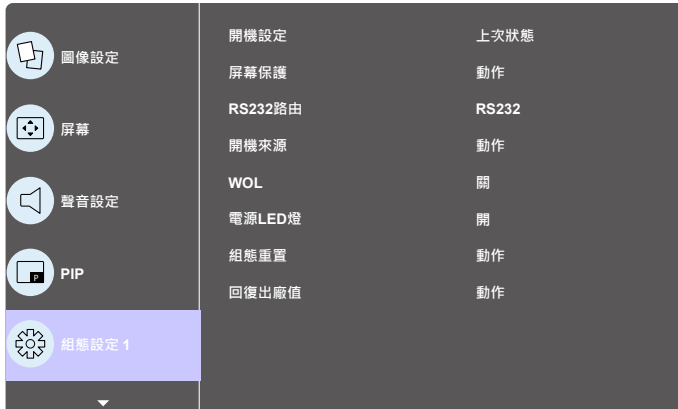 圖像設定
屏幕
聲音設定
P
PIP
組態設定 1
開機設定 上次狀態
屏幕保護 動作
RS232路由 RS232
開機來源 動作
WOL 關
電源LED燈 開
組態重置 動作
回復出廠值 動作